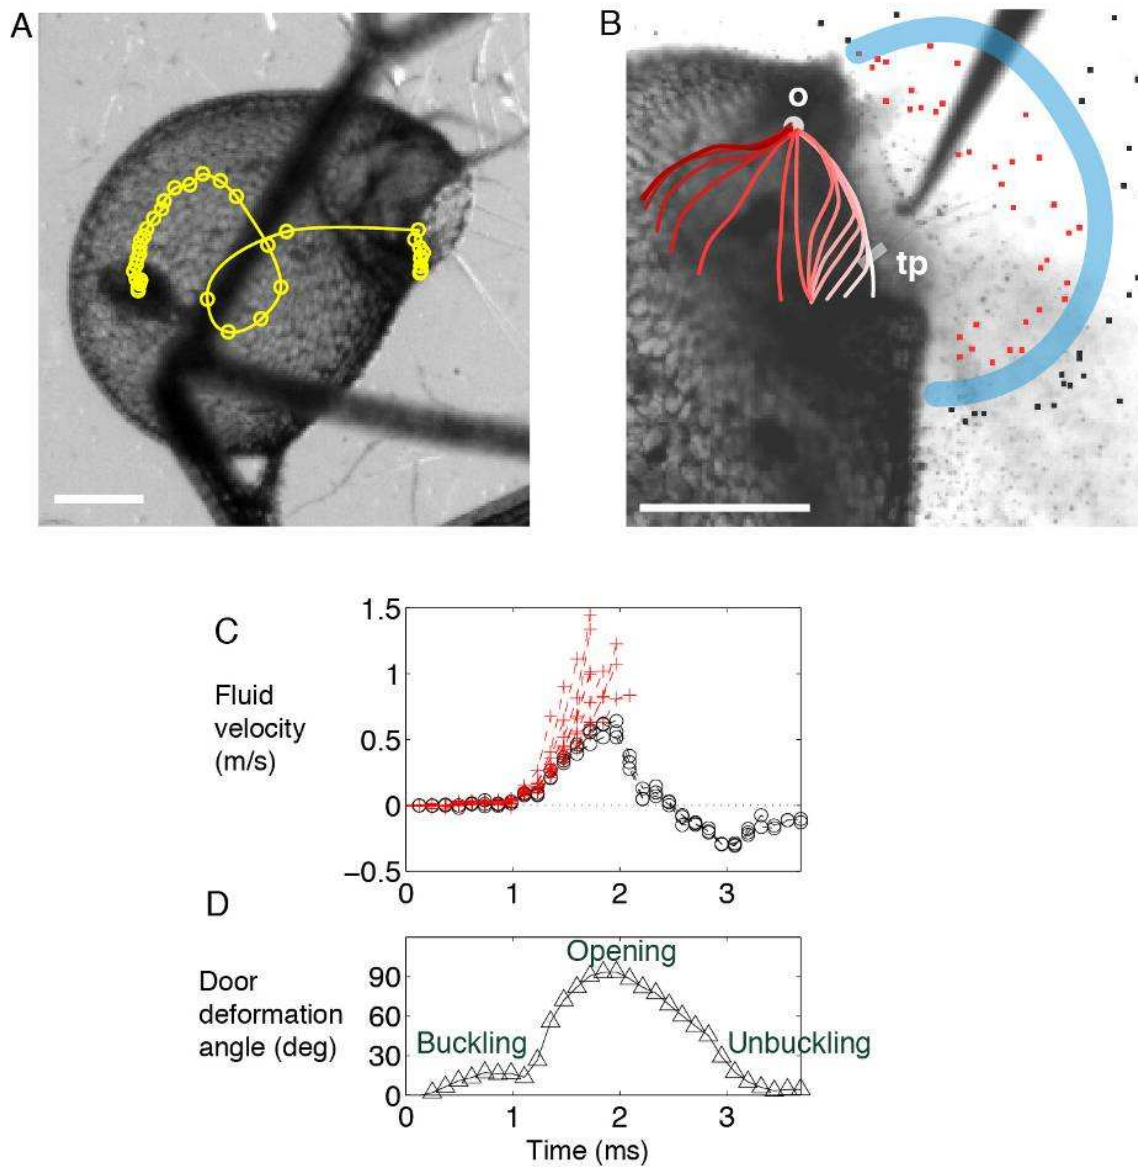 A
B
o
tp
C
Fluid
velocity
(m/s)
1.5
1
0.5
0
−0.5
0
1
2
3
D
Door
deformation
angle (deg)
90
60
30
0
Opening
Buckling
Unbuckling
0
1
2
3
Time (ms)